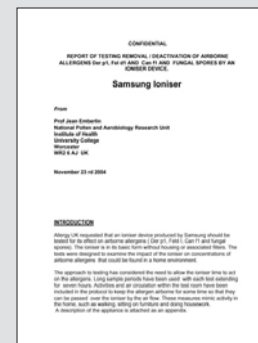 CONFIDENTIAL
REPORT OF TESTING REMOVAL / DEACTIVATION OF AIRBORNE
ALLERGENS Der p1, Fel d1 AND Can f1 AND FUNGAL SPORES BY AN
IONISER DEVICE.
Samsung Ioniser
From
Prof Jean Emberlin
National Pollen and Aerobiology Research Unit
Institute of Health
University College
Worcester
WR2 6 AJ UK
November 23 rd 2004
INTRODUCTION
Allergy UK requested that an ioniser device produced by Samsung should be
tested for its effect on airborne allergens ( Der p1, Feld I, Can f1 and fungal
spores). The ioniser is in its basic form without housing or associated filters. The
tests were designed to examine the impact of the ioniser on concentrations of
airborne allergens that could be found in a home environment.
The approach to testing has considered the need to allow the ioniser time to act
on the allergens. Long sample periods have been used with each test extending
for seven hours. Activities and air circulation within the test room have been
included in the protocol to keep the allergen airborne for some time so that they
can be passed over the ioniser by the air flow. These measures mimic activity in
the home, such as walking, sitting on furniture and doing housework.
A description of the appliance is attached as an appendix.